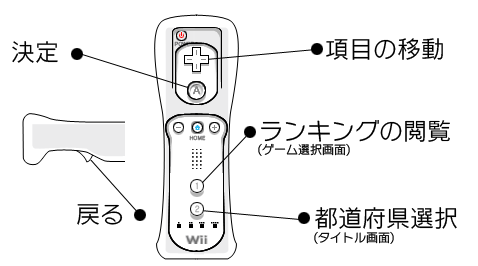 決定
項目の移動
POWER
A
HOME
ランキングの閲覧
(ゲーム選択画面)
1
戻る
2
都道府県選択
(タイトル画面)
Wii